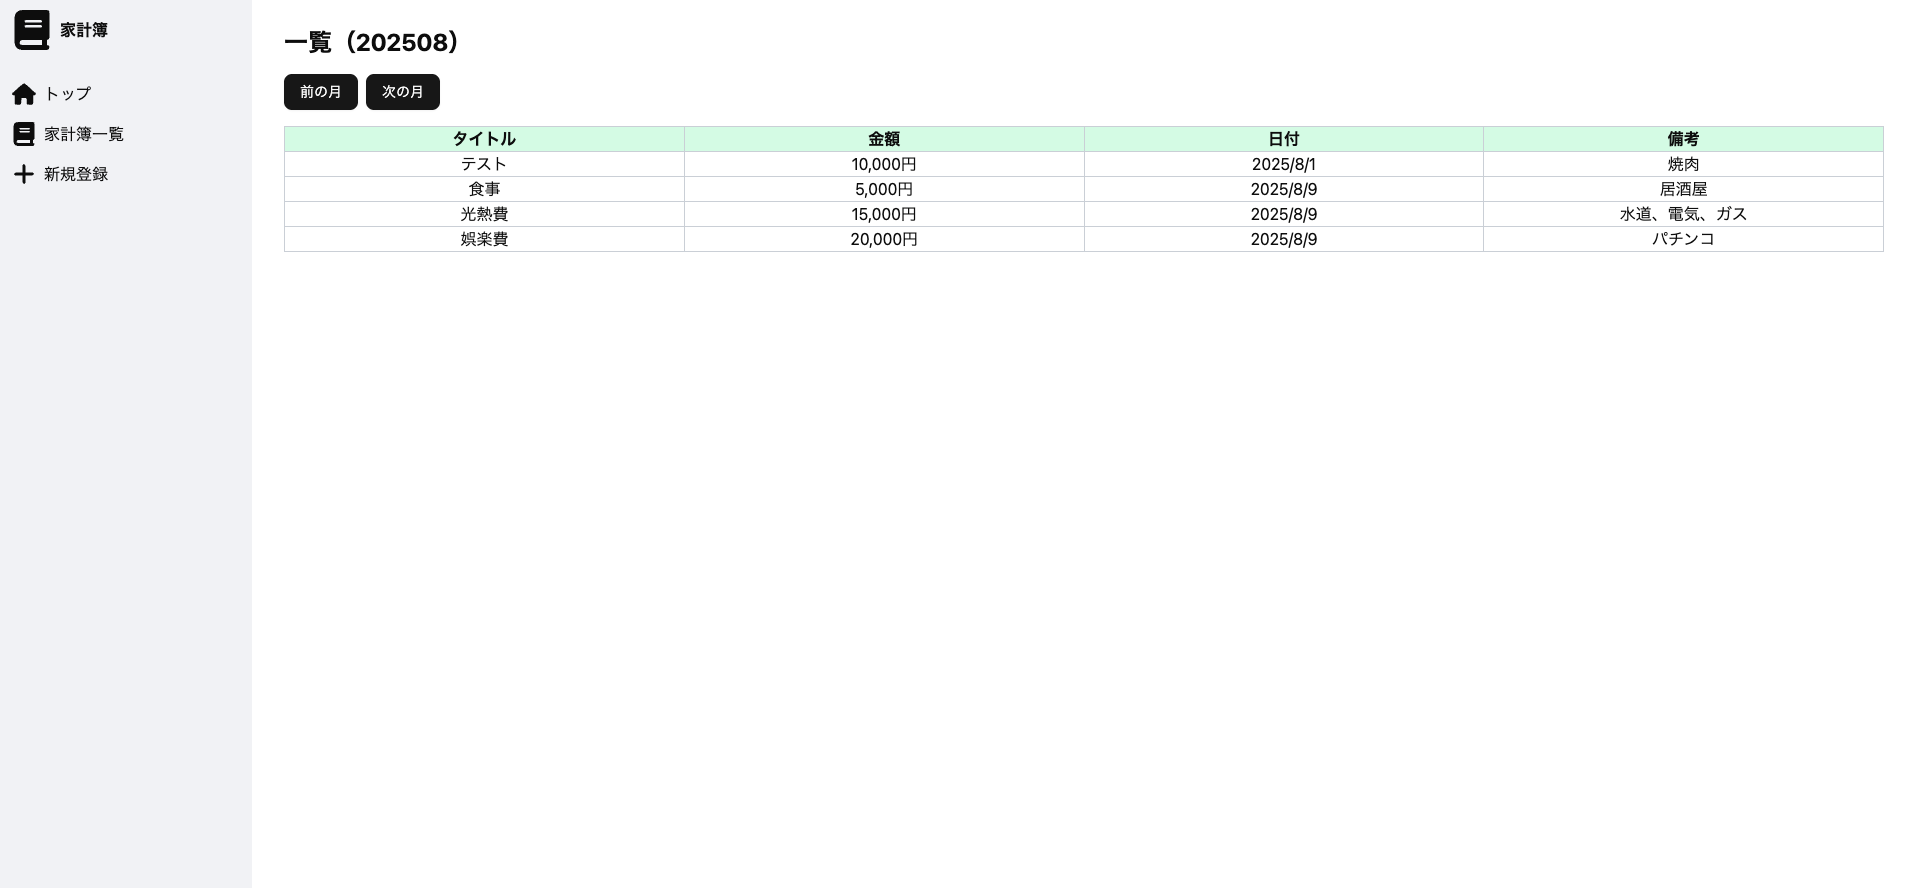 家計簿
トップ
家計簿一覧
新規登録
一覧（202508）
前の月 次の月
タイトル 金額 日付 備考
テスト 10,000円 2025/8/1 焼肉
食事 5,000円 2025/8/9 居酒屋
光熱費 15,000円 2025/8/9 水道、電気、ガス
娯楽費 20,000円 2025/8/9 パチンコ